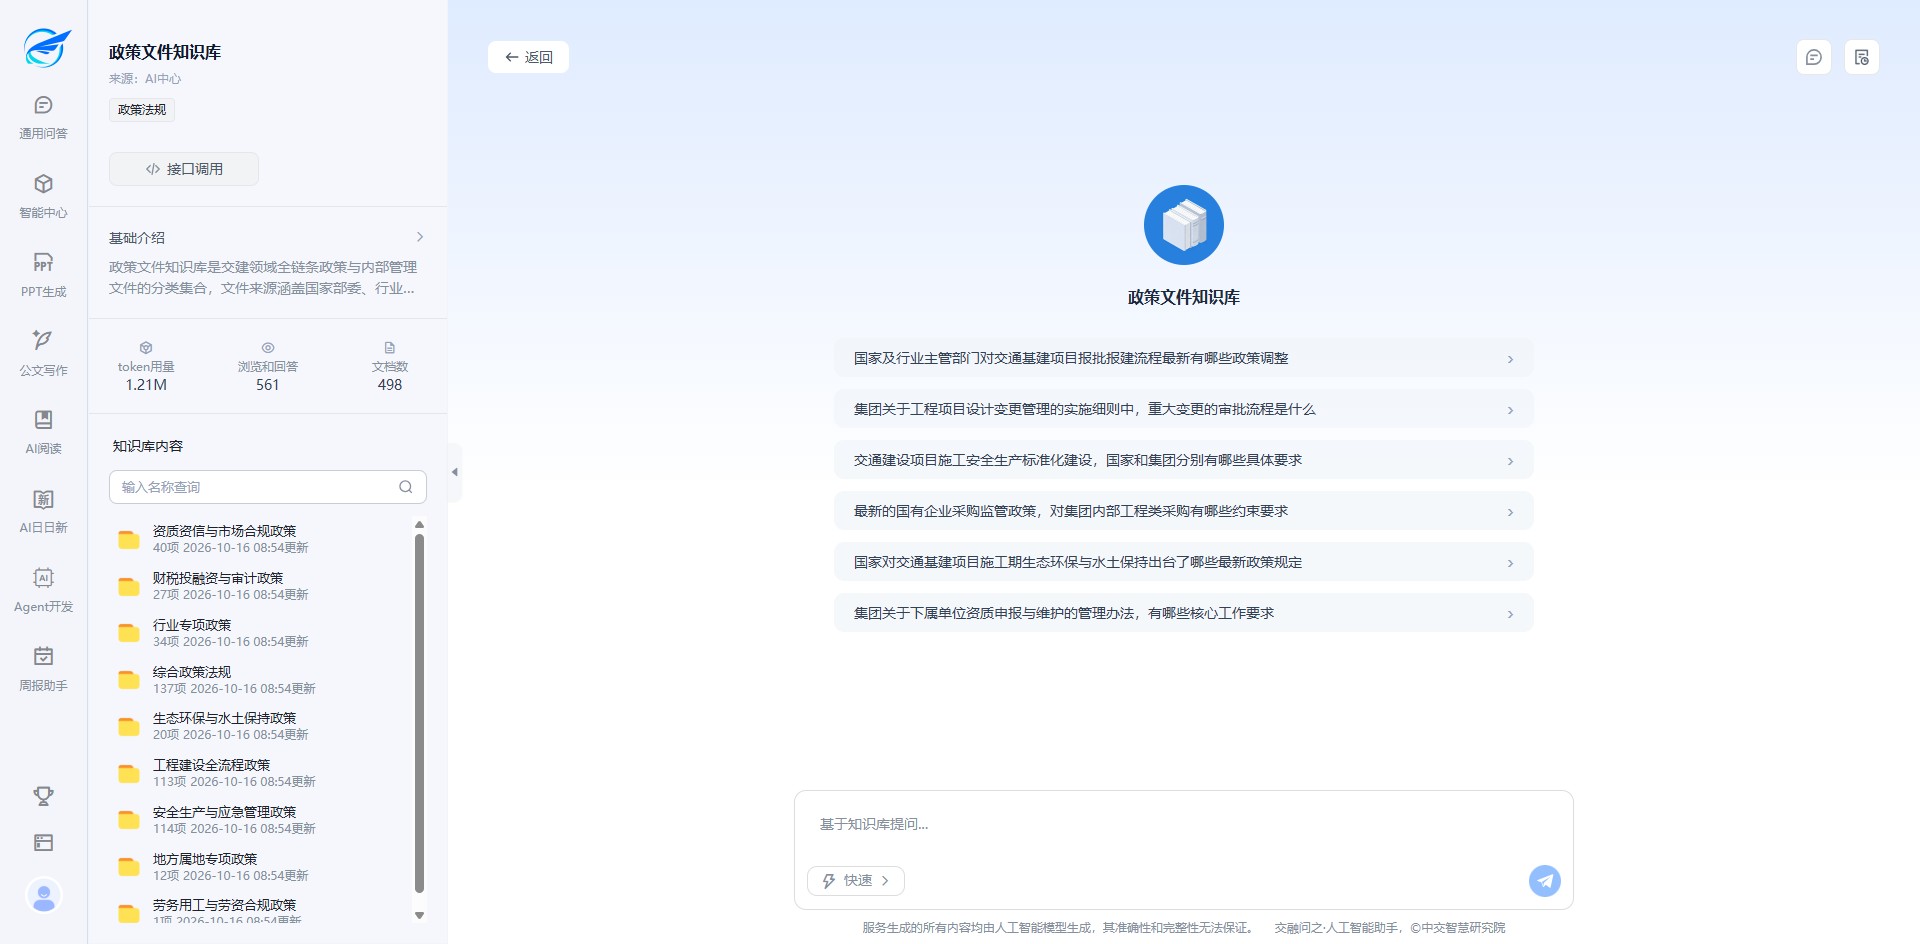 通用问答
智能中心
PPT
PPT生成
公文写作
AI阅读
新
AI日日新
AI
Agent开发
周报助手
政策文件知识库
来源：AI中心
政策法规
</> 接口调用
基础介绍
政策文件知识库是交建领域全链条政策与内部管理
文件的分类集合，文件来源涵盖国家部委、行业...
token用量
1.21M
浏览和回答
561
文档数
498
知识库内容
输入名称查询
资质资信与市场合规政策
40项 2026-10-16 08:54更新
财税投融资与审计政策
27项 2026-10-16 08:54更新
行业专项政策
34项 2026-10-16 08:54更新
综合政策法规
137项 2026-10-16 08:54更新
生态环保与水土保持政策
20项 2026-10-16 08:54更新
工程建设全流程政策
113项 2026-10-16 08:54更新
安全生产与应急管理政策
114项 2026-10-16 08:54更新
地方属地专项政策
12项 2026-10-16 08:54更新
劳务用工与劳资合规政策
1项 2026-10-16 08:54更新
返回
政策文件知识库
国家及行业主管部门对交通基建项目报批报建流程最新有哪些政策调整
集团关于工程项目设计变更管理的实施细则中，重大变更的审批流程是什么
交通建设项目施工安全生产标准化建设，国家和集团分别有哪些具体要求
最新的国有企业采购监管政策，对集团内部工程类采购有哪些约束要求
国家对交通基建项目施工期生态环保与水土保持出台了哪些最新政策规定
集团关于下属单位资质申报与维护的管理办法，有哪些核心工作要求
基于知识库提问...
快速
服务生成的所有内容均由人工智能模型生成，其准确性和完整性无法保证。 交融问之·人工智能助手，©中交智慧研究院